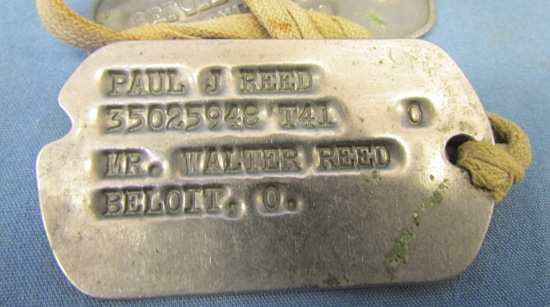 PAUL J REED
35025948 T41 O
MR. WALTER REED
BELOIT, O.